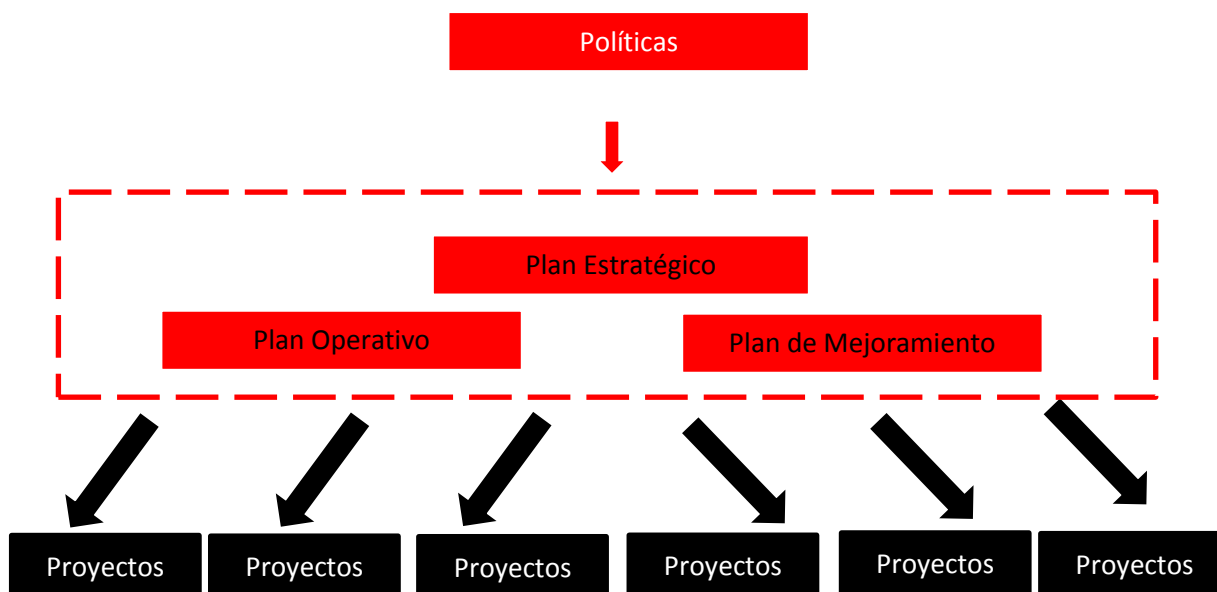 Políticas
Plan Estratégico
Plan Operativo
Plan de Mejoramiento
Proyectos
Proyectos
Proyectos
Proyectos
Proyectos
Proyectos